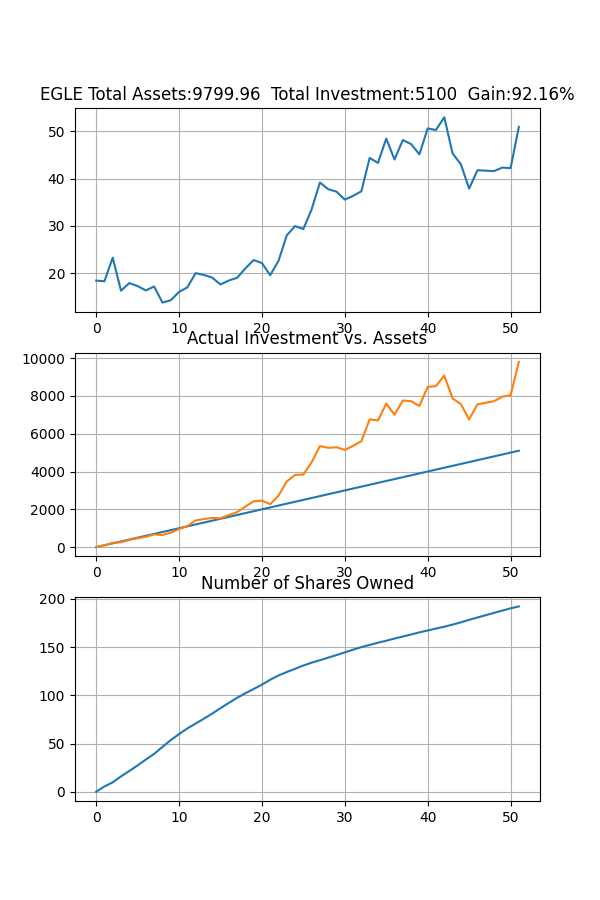 EGLE Total Assets:9799.96  Total Investment:5100  Gain:92.16%
50
40
30
20
0 10 20 30 40 50
Actual Investment vs. Assets
10000
8000
6000
4000
2000
0
0 10 20 30 40 50
Number of Shares Owned
200
150
100
50
0
0 10 20 30 40 50